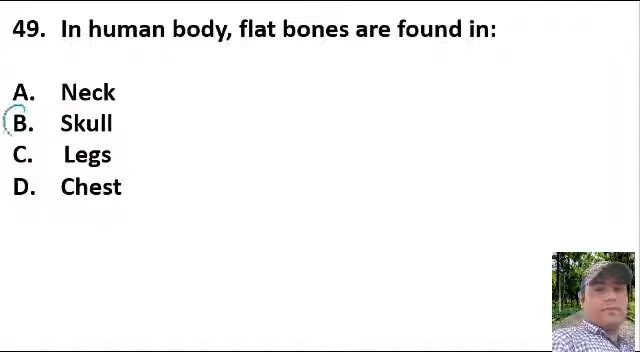 49. In human body, flat bones are found in:
A. Neck
B. Skull
C. Legs
D. Chest